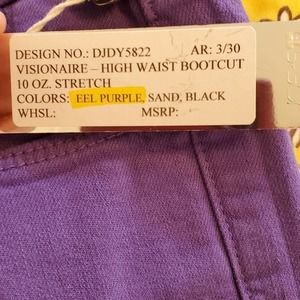 DESIGN NO.: DJDY5822 AR: 3/30
VISIONAIRE – HIGH WAIST BOOTCUT
10 OZ. STRETCH
COLORS: EEL PURPLE, SAND, BLACK
WHSL: MSRP: